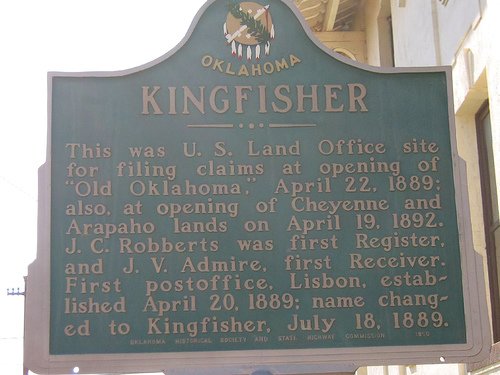 OKLAHOMA
KINGFISHER
This was U. S. Land Office site
for filing claims at opening of
"Old Oklahoma," April 22, 1889;
also, at opening of Cheyenne and
Arapaho lands on April 19, 1892.
J. C. Robberts was first Register,
and J. V. Admire, first Receiver.
First postoffice, Lisbon, estab-
lished April 20, 1889; name chang-
ed to Kingfisher, July 18, 1889.
OKLAHOMA HISTORICAL SOCIETY AND STATE HIGHWAY COMMISSION